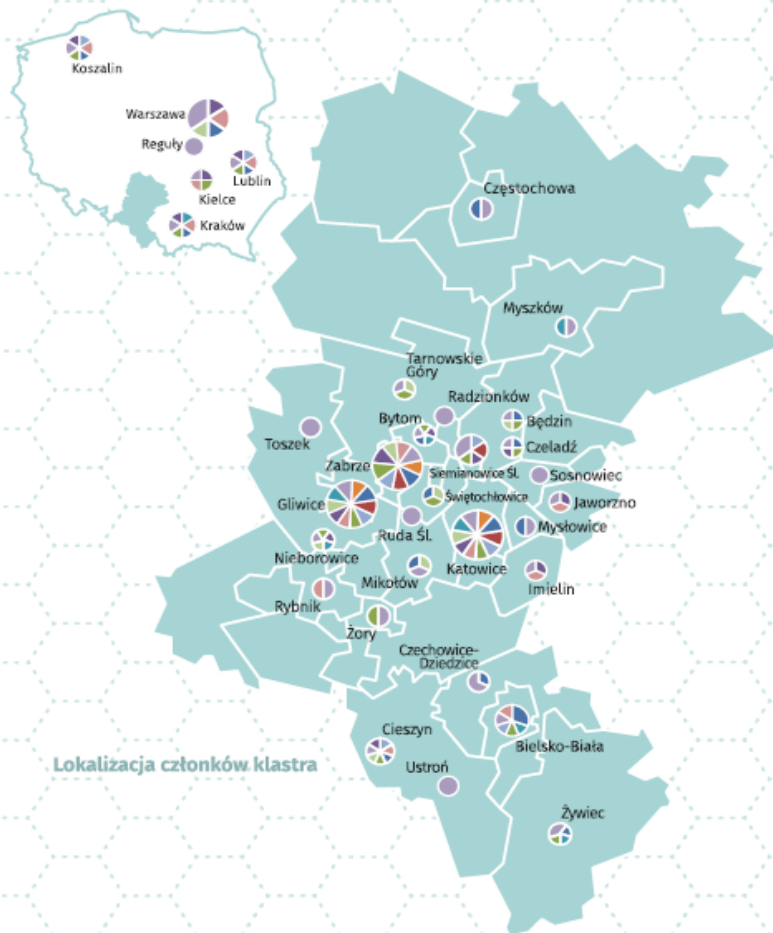 Koszalin
Warszawa
Reguły
Lublin
Kielce
Kraków
Częstochowa
Myszków
Tarnowskie
Góry
Radzionków
Bytom
Będzin
Toszek
Czeladź
Zabrze
Siemianowice Śl.
Sosnowiec
Gliwice
Świętochłowice
Jaworzno
Mysłowice
Ruda Śl.
Nieborowice
Katowice
Mikołów
Imielin
Rybnik
Żory
Czechowice-
Dziedzice
Cieszyn
Bielsko-Biała
Lokalizacja członków klastra
Ustroń
Żywiec